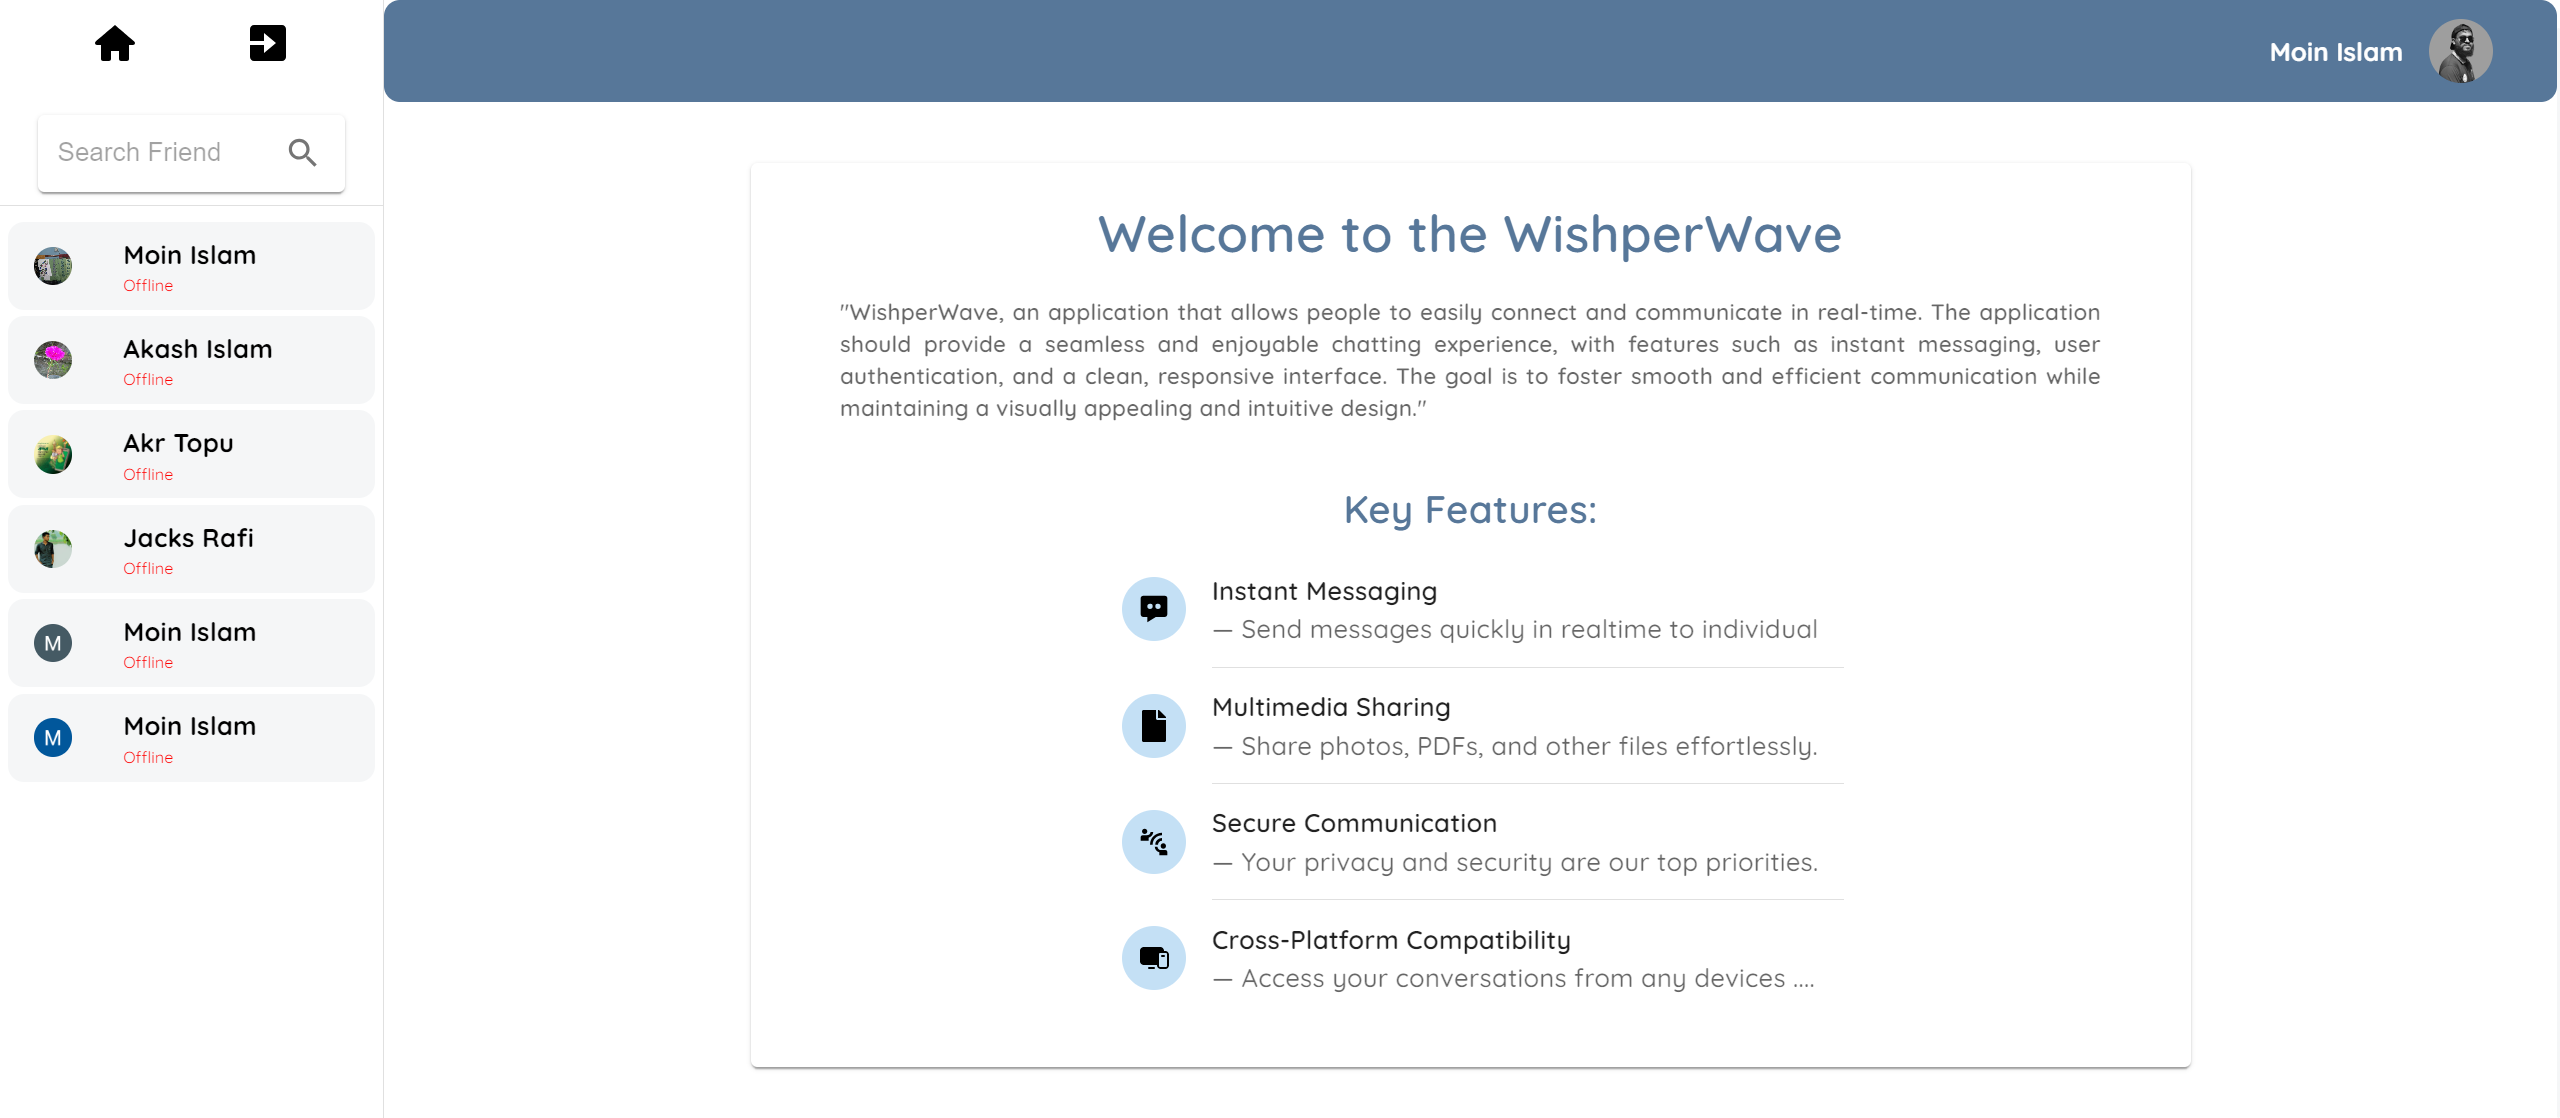 Search Friend
Moin Islam
Offline
Akash Islam
Offline
Akr Topu
Offline
Jacks Rafi
Offline
M
Moin Islam
Offline
M
Moin Islam
Offline
Moin Islam
Welcome to the WishperWave
"WishperWave, an application that allows people to easily connect and communicate in real-time. The application
should provide a seamless and enjoyable chatting experience, with features such as instant messaging, user
authentication, and a clean, responsive interface. The goal is to foster smooth and efficient communication while
maintaining a visually appealing and intuitive design."
Key Features:
Instant Messaging
— Send messages quickly in realtime to individual
Multimedia Sharing
— Share photos, PDFs, and other files effortlessly.
Secure Communication
— Your privacy and security are our top priorities.
Cross-Platform Compatibility
— Access your conversations from any devices ....